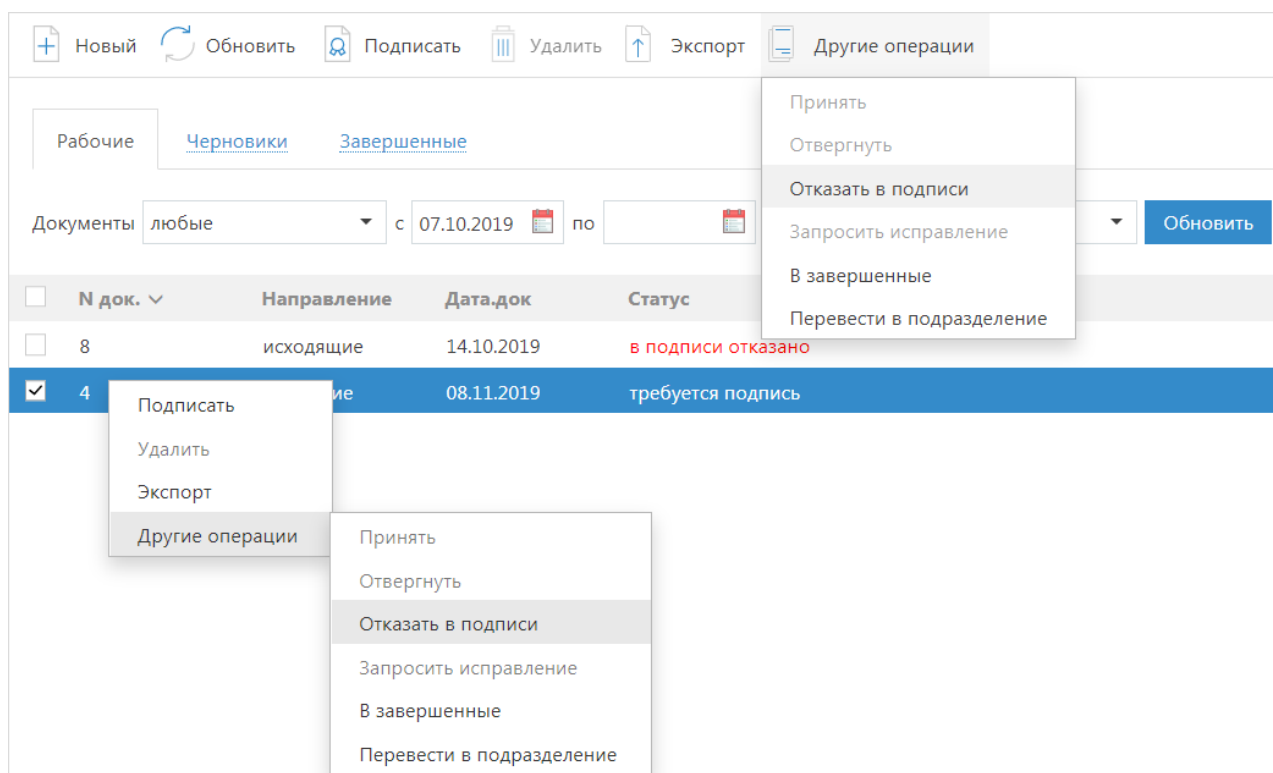 Новый Обновить Подписать Удалить Экспорт Другие операции
Принять
Рабочие Черновики Завершенные
Отвергнуть
Отказать в подписи
Документы любые с 07.10.2019 по Обновить
Запросить исправление
В завершенные
N док. Направление Дата.док Статус
Перевести в подразделение
8 исходящие 14.10.2019 в подписи отказано
4 ие 08.11.2019 требуется подпись
Подписать
Удалить
Экспорт
Другие операции
Принять
Отвергнуть
Отказать в подписи
Запросить исправление
В завершенные
Перевести в подразделение